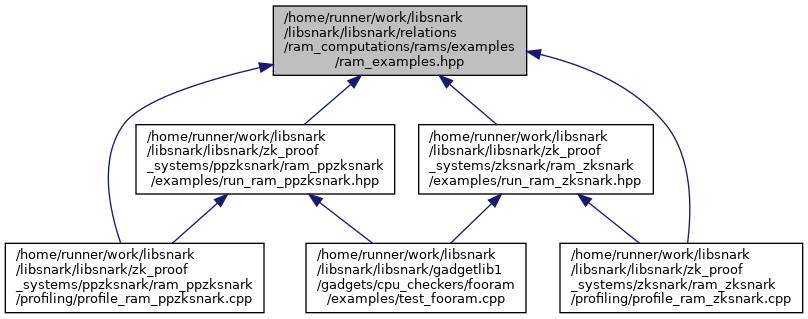 /home/runner/work/libsnark
/libsnark/libsnark/relations
/ram_computations/rams/examples
/ram_examples.hpp
/home/runner/work/libsnark
/libsnark/libsnark/zk_proof
_systems/ppzksnark/ram_ppzksnark
/examples/run_ram_ppzksnark.hpp
/home/runner/work/libsnark
/libsnark/libsnark/zk_proof
_systems/zksnark/ram_zksnark
/examples/run_ram_zksnark.hpp
/home/runner/work/libsnark
/libsnark/libsnark/zk_proof
_systems/ppzksnark/ram_ppzksnark
/profiling/profile_ram_ppzksnark.cpp
/home/runner/work/libsnark
/libsnark/libsnark/gadgetlib1
/gadgets/cpu_checkers/fooram
/examples/test_fooram.cpp
/home/runner/work/libsnark
/libsnark/libsnark/zk_proof
_systems/zksnark/ram_zksnark
/profiling/profile_ram_zksnark.cpp